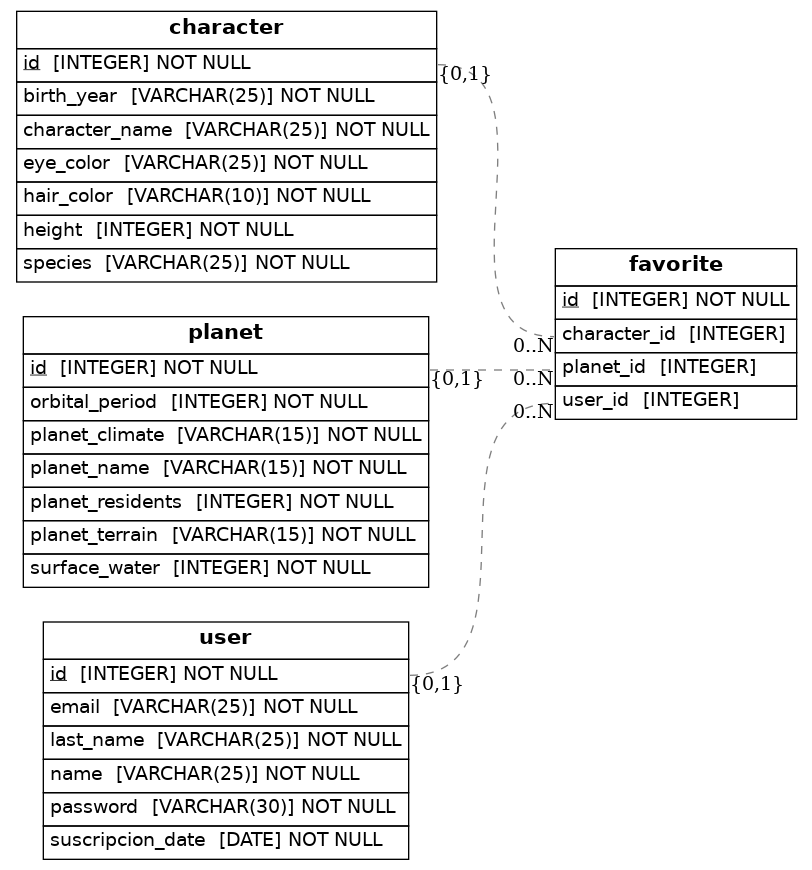 character
id [INTEGER] NOT NULL
birth_year [VARCHAR(25)] NOT NULL
character_name [VARCHAR(25)] NOT NULL
eye_color [VARCHAR(25)] NOT NULL
hair_color [VARCHAR(10)] NOT NULL
height [INTEGER] NOT NULL
species [VARCHAR(25)] NOT NULL
{0,1}
planet
id [INTEGER] NOT NULL
orbital_period [INTEGER] NOT NULL
planet_climate [VARCHAR(15)] NOT NULL
planet_name [VARCHAR(15)] NOT NULL
planet_residents [INTEGER] NOT NULL
planet_terrain [VARCHAR(15)] NOT NULL
surface_water [INTEGER] NOT NULL
{0,1}
user
id [INTEGER] NOT NULL
email [VARCHAR(25)] NOT NULL
last_name [VARCHAR(25)] NOT NULL
name [VARCHAR(25)] NOT NULL
password [VARCHAR(30)] NOT NULL
suscripcion_date [DATE] NOT NULL
{0,1}
favorite
id [INTEGER] NOT NULL
character_id [INTEGER]
planet_id [INTEGER]
user_id [INTEGER]
0..N
0..N
0..N